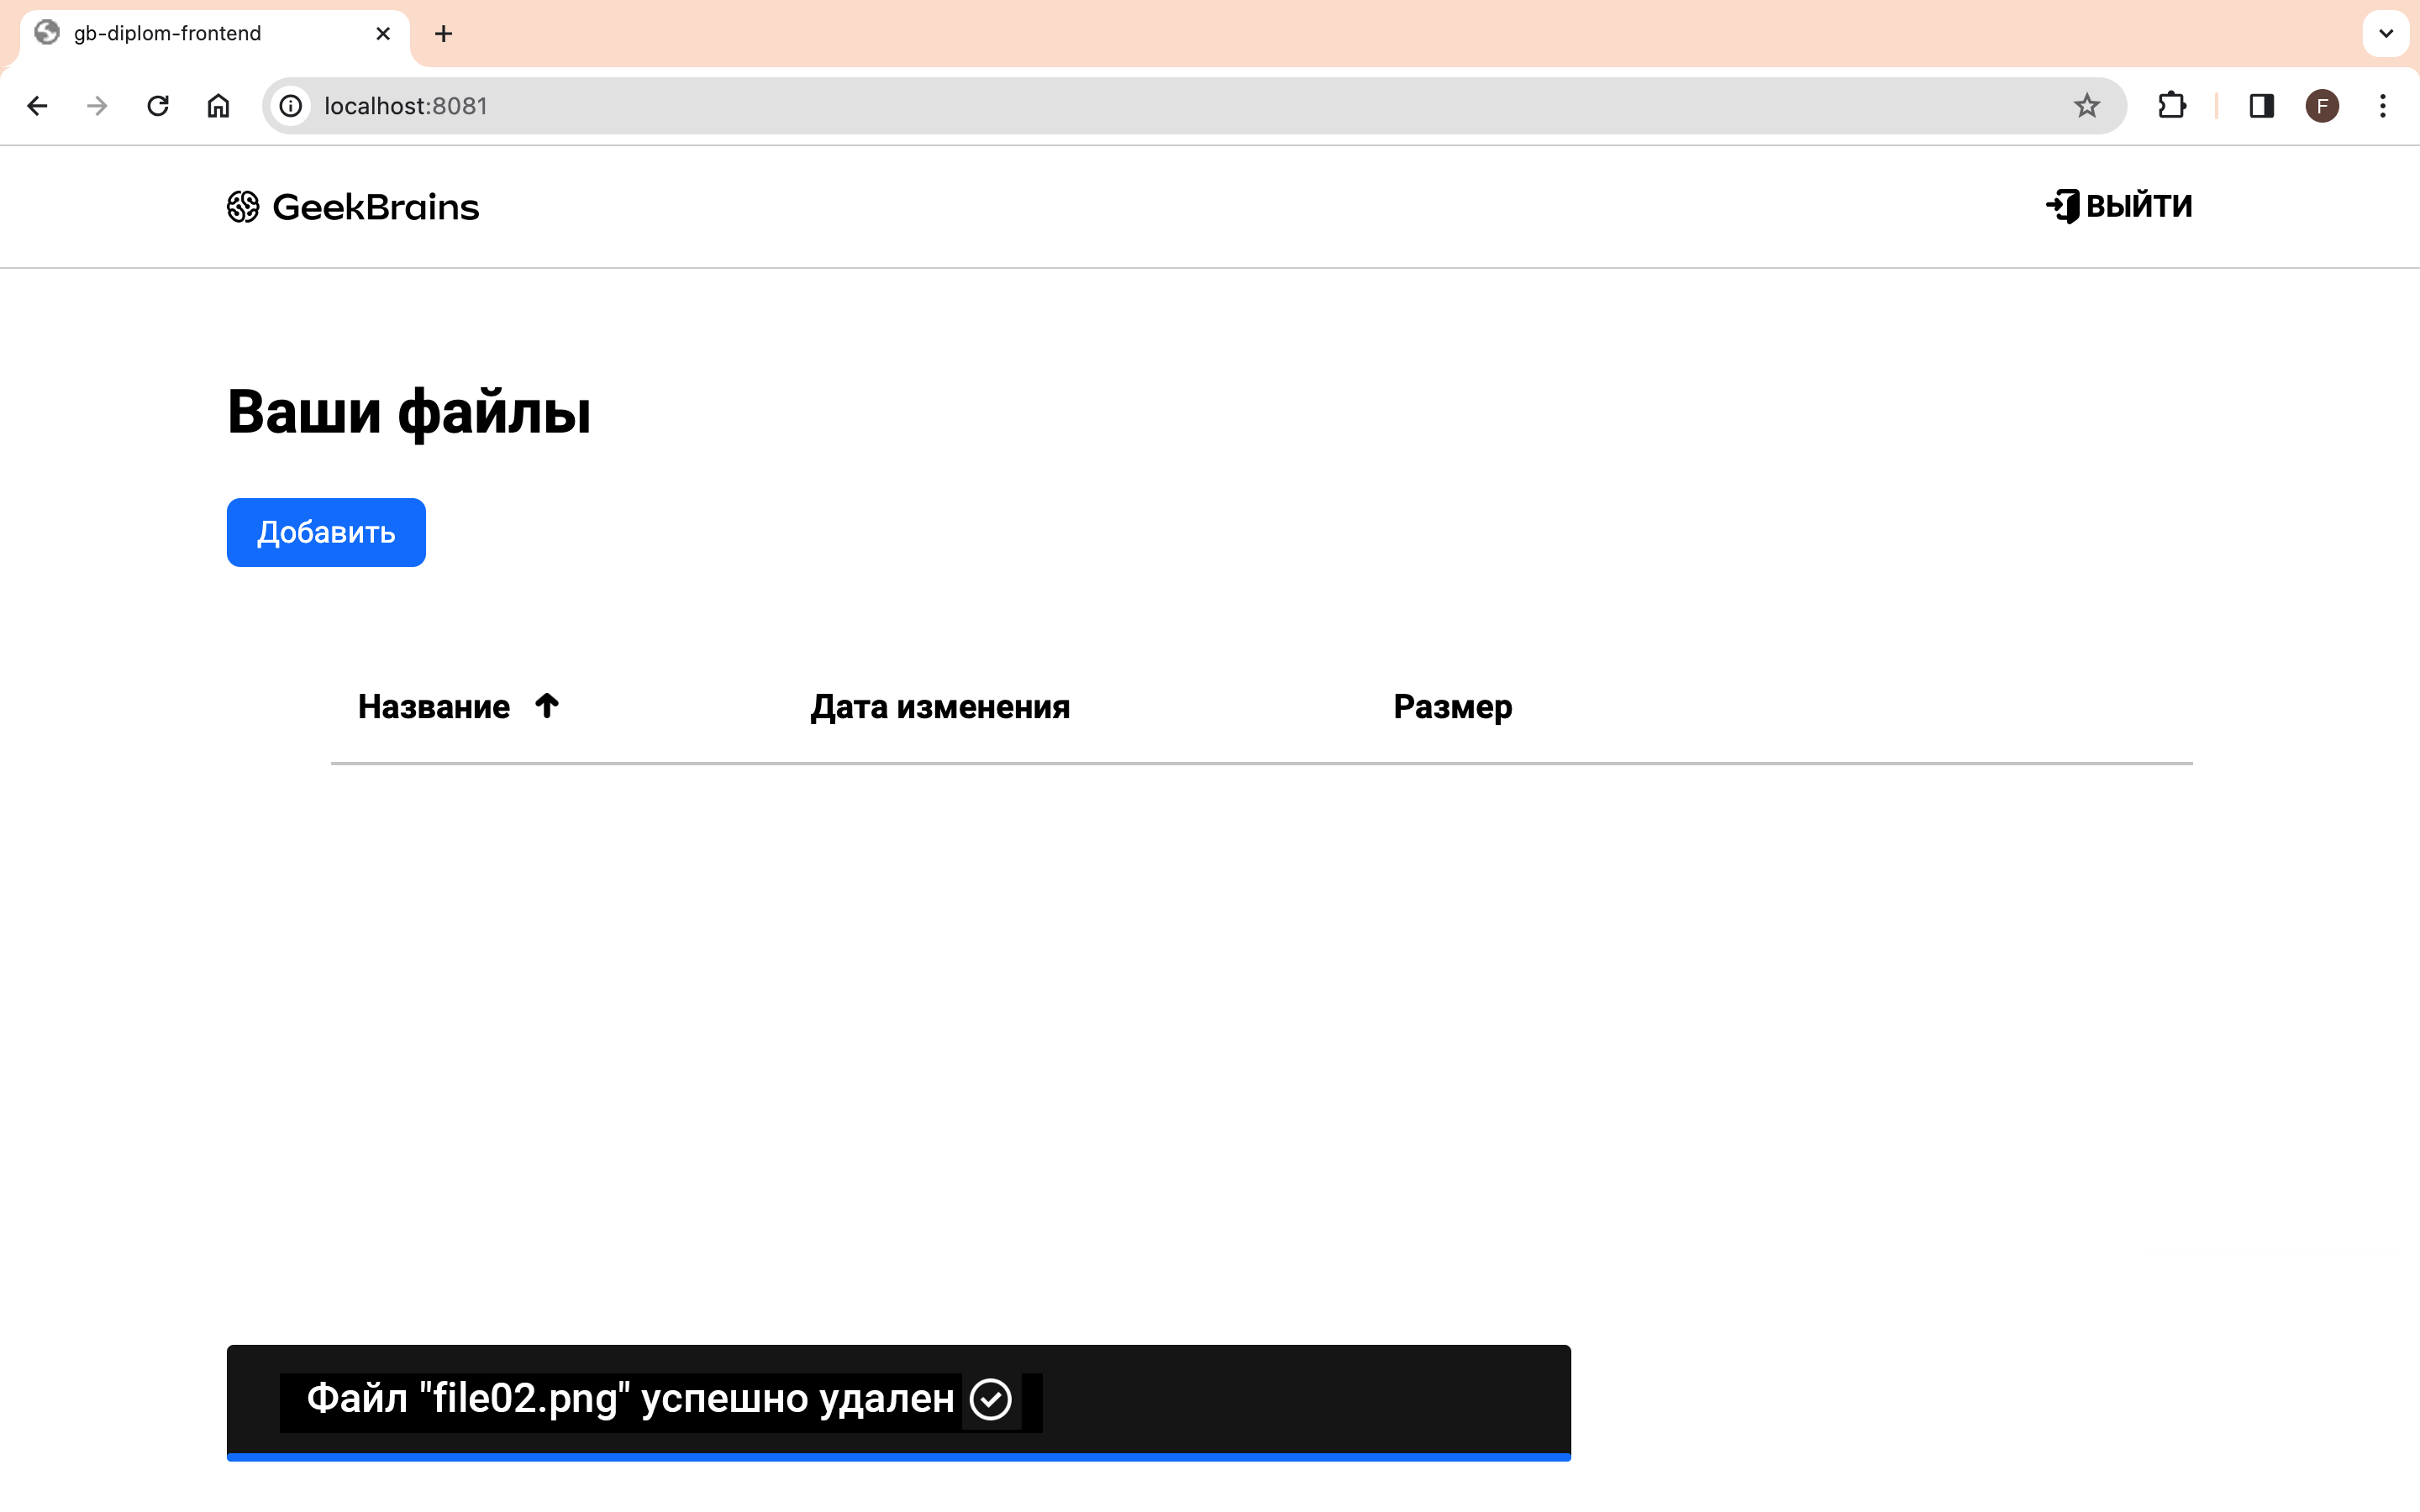 gb-diplom-frontend
localhost:8081
F
GeekBrains
ВЫЙТИ
Ваши файлы
Добавить
Название Дата изменения Размер
Файл "file02.png" успешно удален